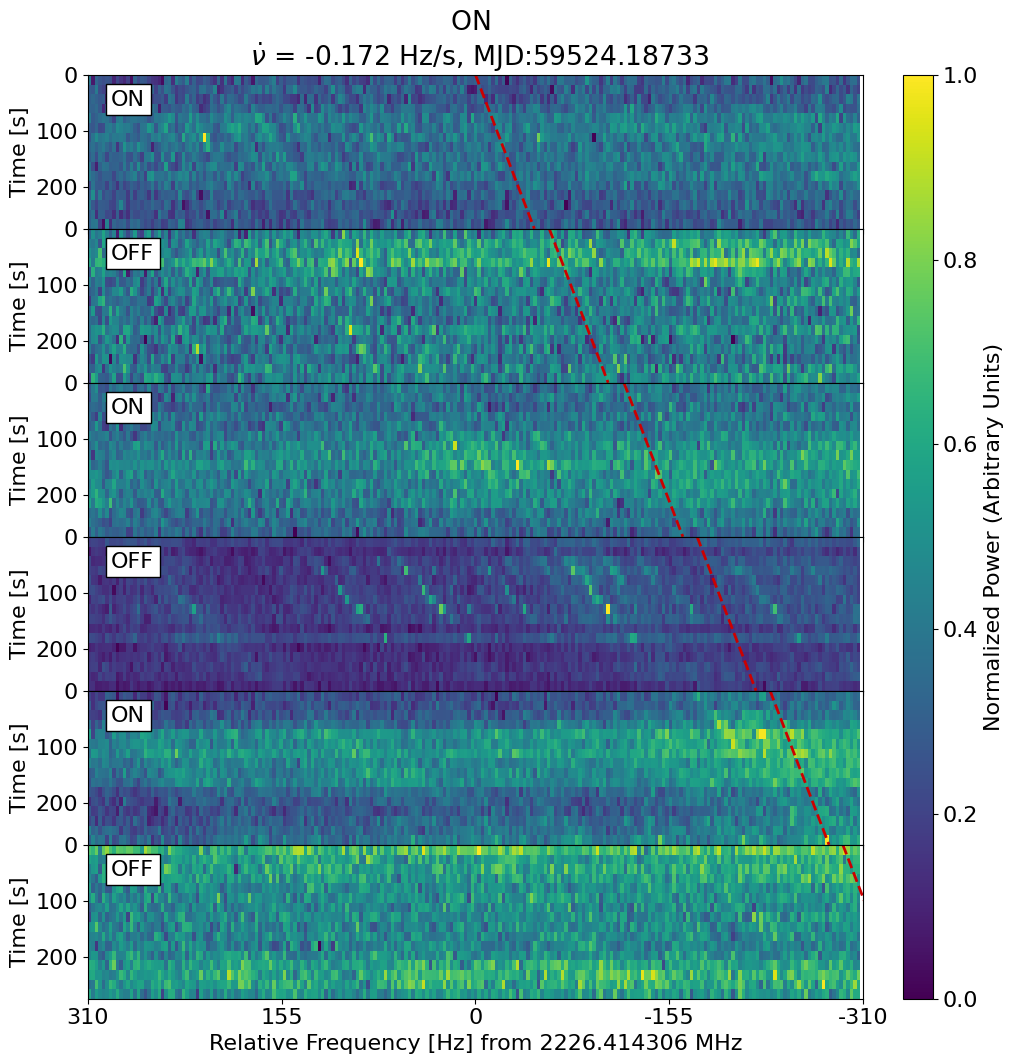 ON
ν̇ = -0.172 Hz/s, MJD:59524.18733
0
ON
100
Time [s]
200
0
OFF
100
Time [s]
200
0
ON
100
Time [s]
200
0
OFF
100
Time [s]
200
0
ON
100
Time [s]
200
0
OFF
100
Time [s]
200
310 155 0 -155 -310
Relative Frequency [Hz] from 2226.414306 MHz
1.0
0.8
0.6
0.4
0.2
0.0
Normalized Power (Arbitrary Units)